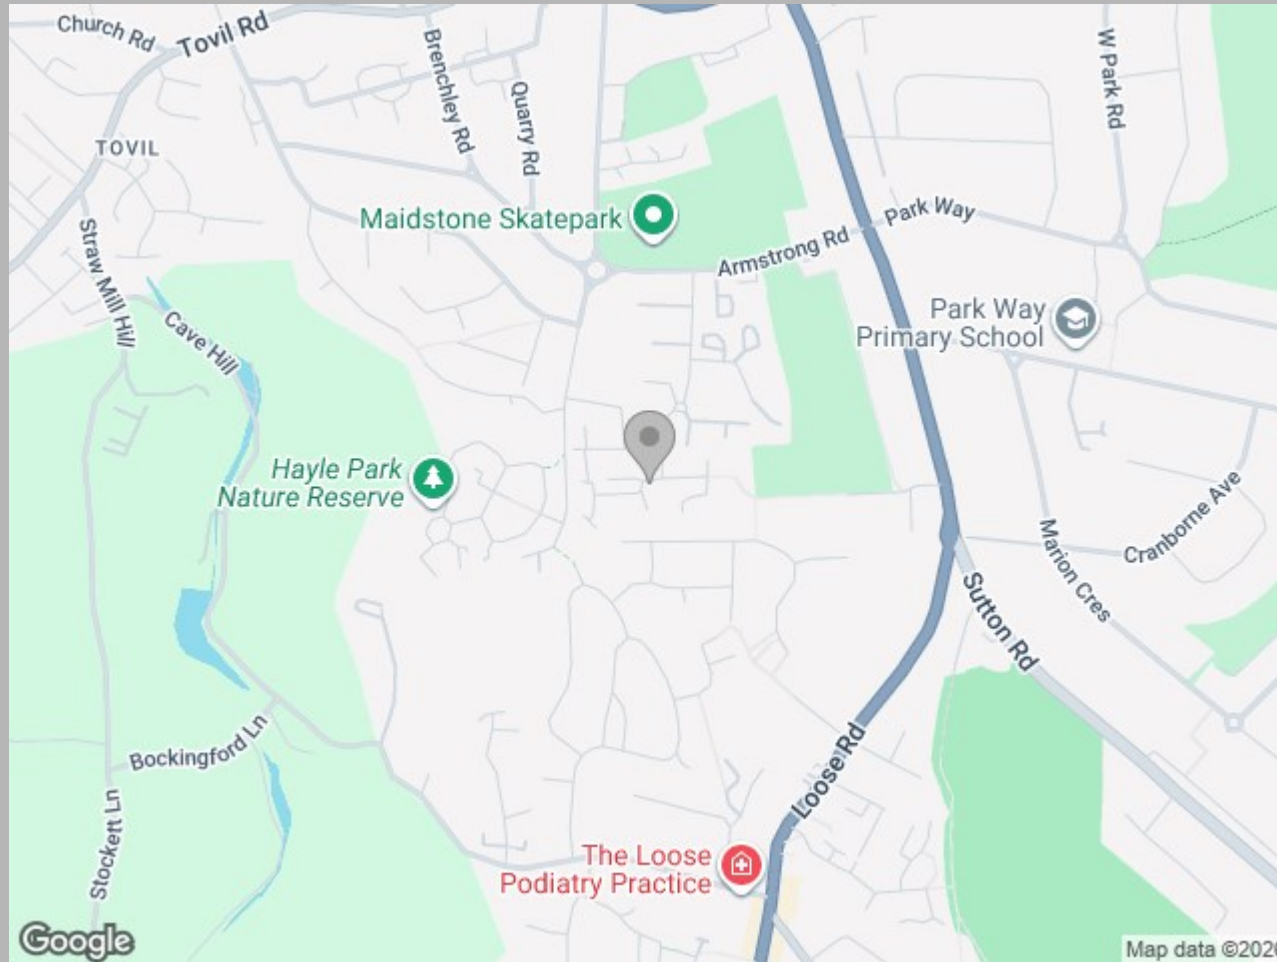 Church Rd
Tovil Rd
Brenchley Rd
Quarry Rd
W Park Rd
TOVIL
Maidstone Skatepark
Park Way
Armstrong Rd
Straw Mill Hill
Cave Hill
Park Way
Primary School
Hayle Park
Nature Reserve
Cranborne Ave
Marion Cres
Sutton Rd
Bockingford Ln
Loose Rd
Stockett Ln
The Loose
Podiatry Practice
Google
Map data ©2026